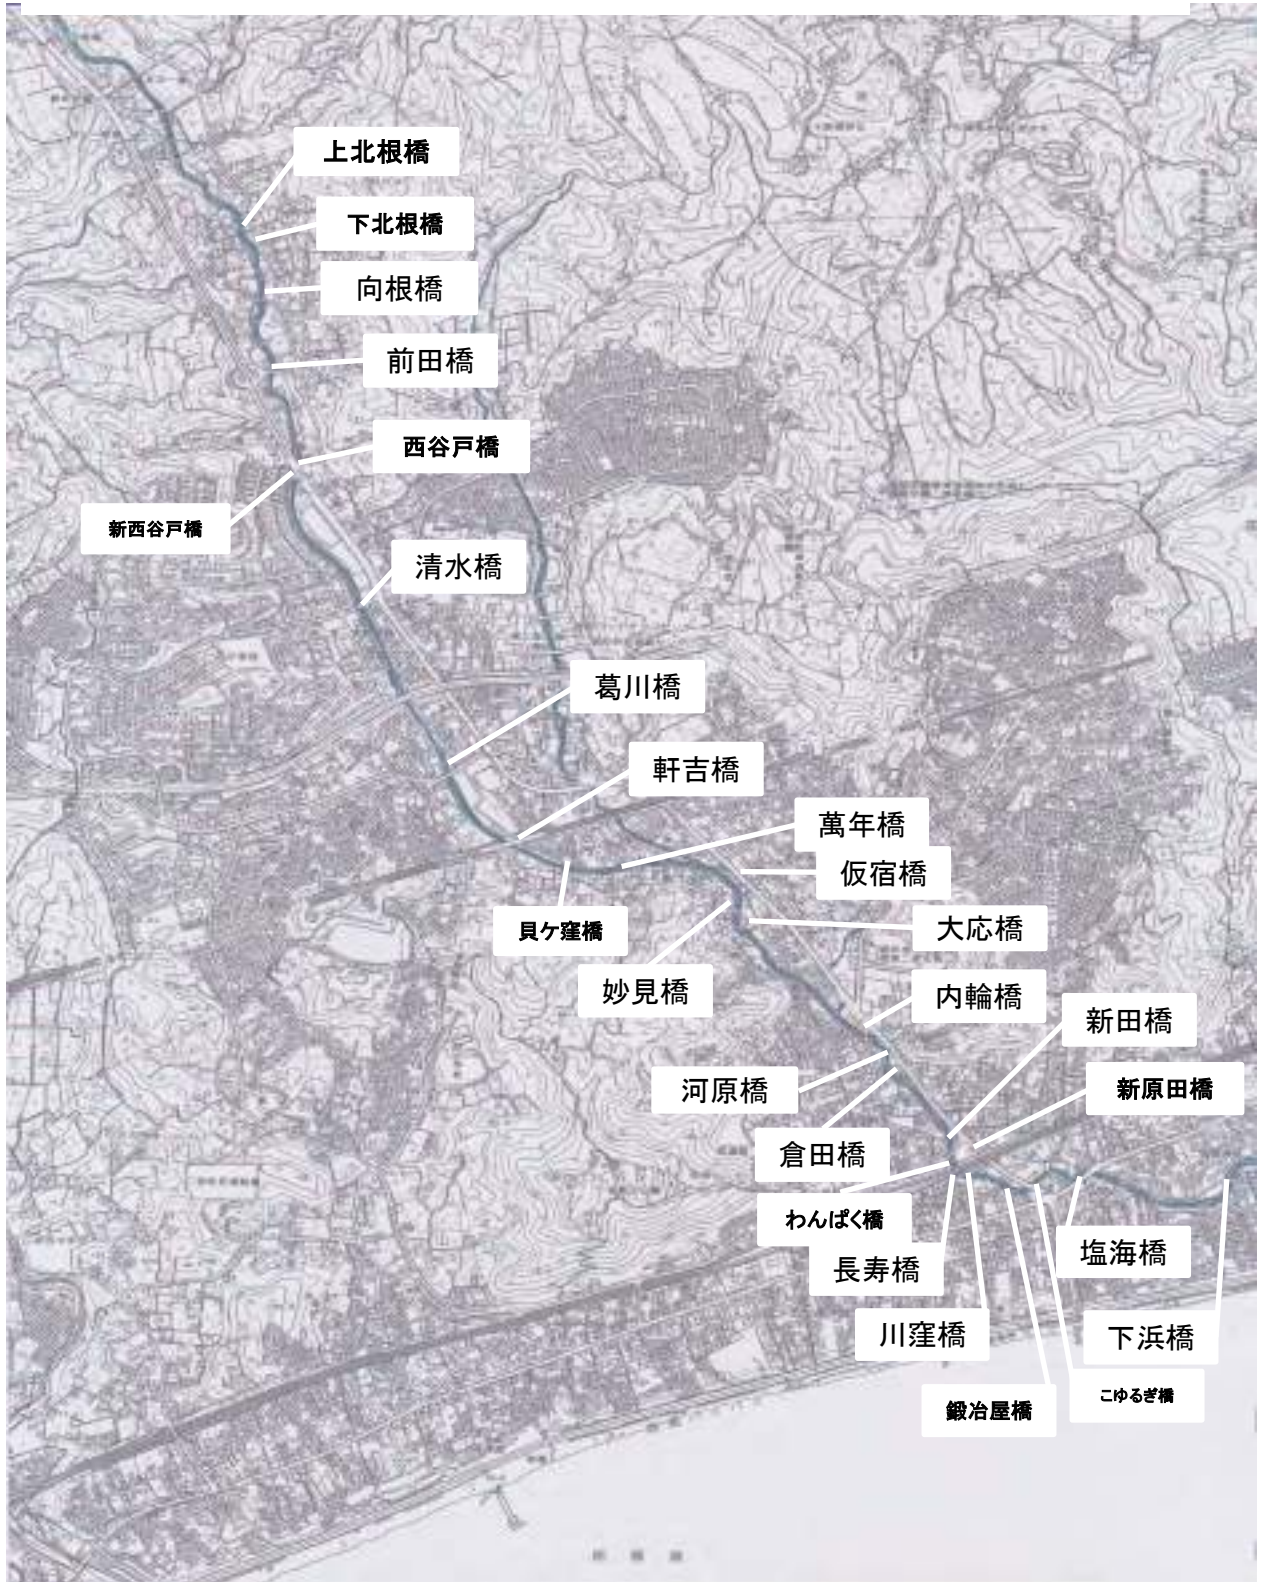 上北根橋
下北根橋
向根橋
前田橋
西谷戸橋
新西谷戸橋
清水橋
葛川橋
軒吉橋
萬年橋
仮宿橋
貝ケ窪橋
大応橋
妙見橋
内輪橋
新田橋
河原橋
新原田橋
倉田橋
わんぱく橋
塩海橋
長寿橋
川窪橋
下浜橋
こゆるぎ橋
鍛冶屋橋